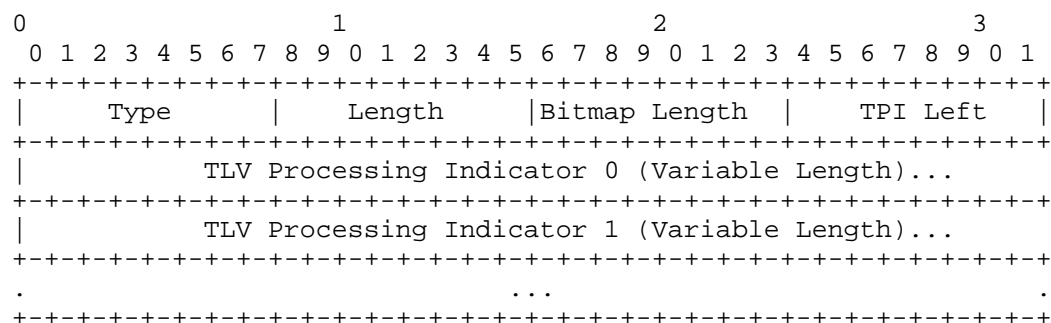 0                   1                   2                   3
 0 1 2 3 4 5 6 7 8 9 0 1 2 3 4 5 6 7 8 9 0 1 2 3 4 5 6 7 8 9 0 1
+-+-+-+-+-+-+-+-+-+-+-+-+-+-+-+-+-+-+-+-+-+-+-+-+-+-+-+-+-+-+-+-+
|     Type      |    Length     |Bitmap Length  |    TPI Left   |
+-+-+-+-+-+-+-+-+-+-+-+-+-+-+-+-+-+-+-+-+-+-+-+-+-+-+-+-+-+-+-+-+
|           TLV Processing Indicator 0 (Variable Length)...
+-+-+-+-+-+-+-+-+-+-+-+-+-+-+-+-+-+-+-+-+-+-+-+-+-+-+-+-+-+-+-+-+
|           TLV Processing Indicator 1 (Variable Length)...
+-+-+-+-+-+-+-+-+-+-+-+-+-+-+-+-+-+-+-+-+-+-+-+-+-+-+-+-+-+-+-+-+
.                              ...                              .
+-+-+-+-+-+-+-+-+-+-+-+-+-+-+-+-+-+-+-+-+-+-+-+-+-+-+-+-+-+-+-+-+